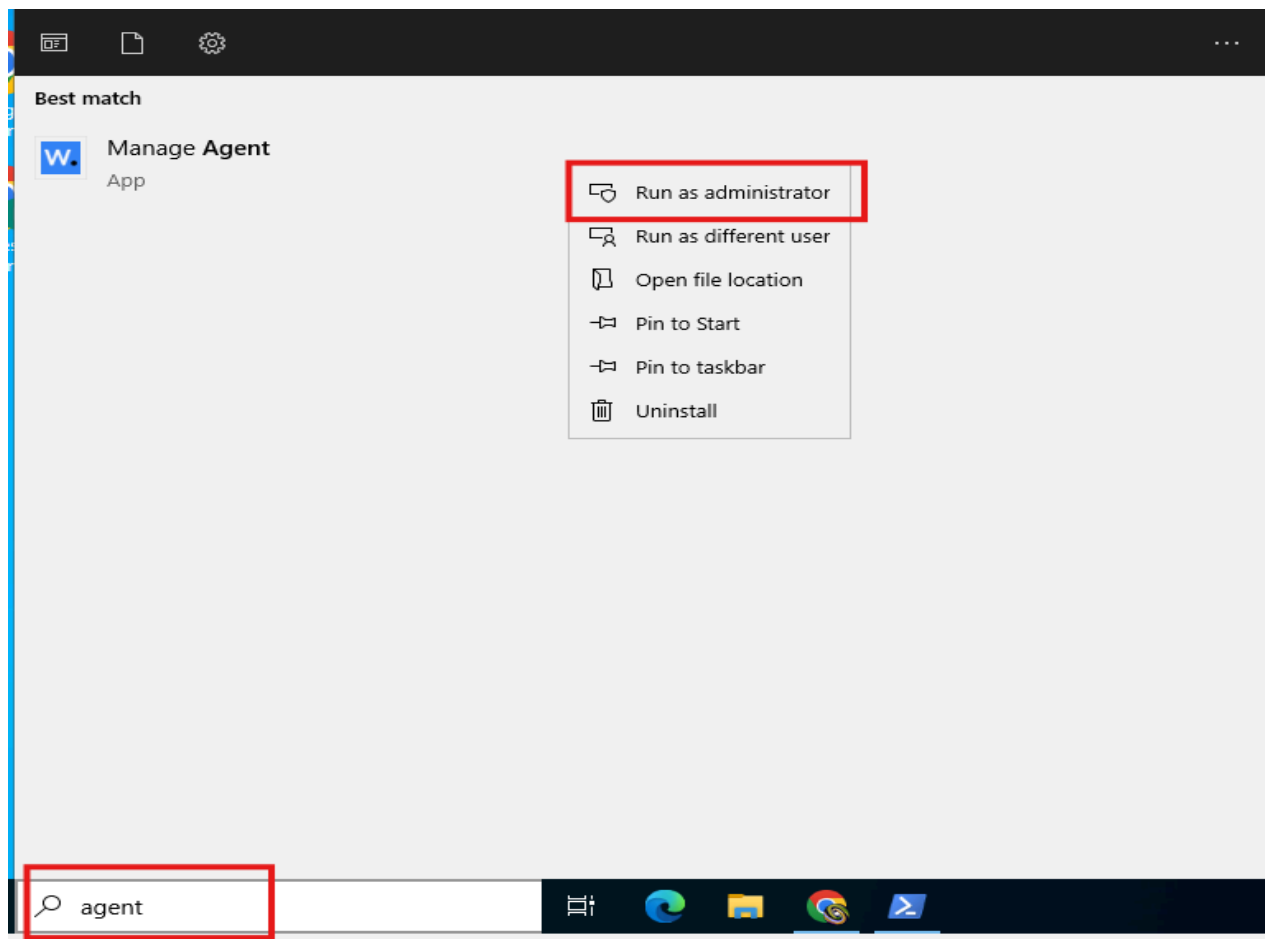 Best match
W.
Manage Agent
App
Run as administrator
Run as different user
Open file location
Pin to Start
Pin to taskbar
Uninstall
agent